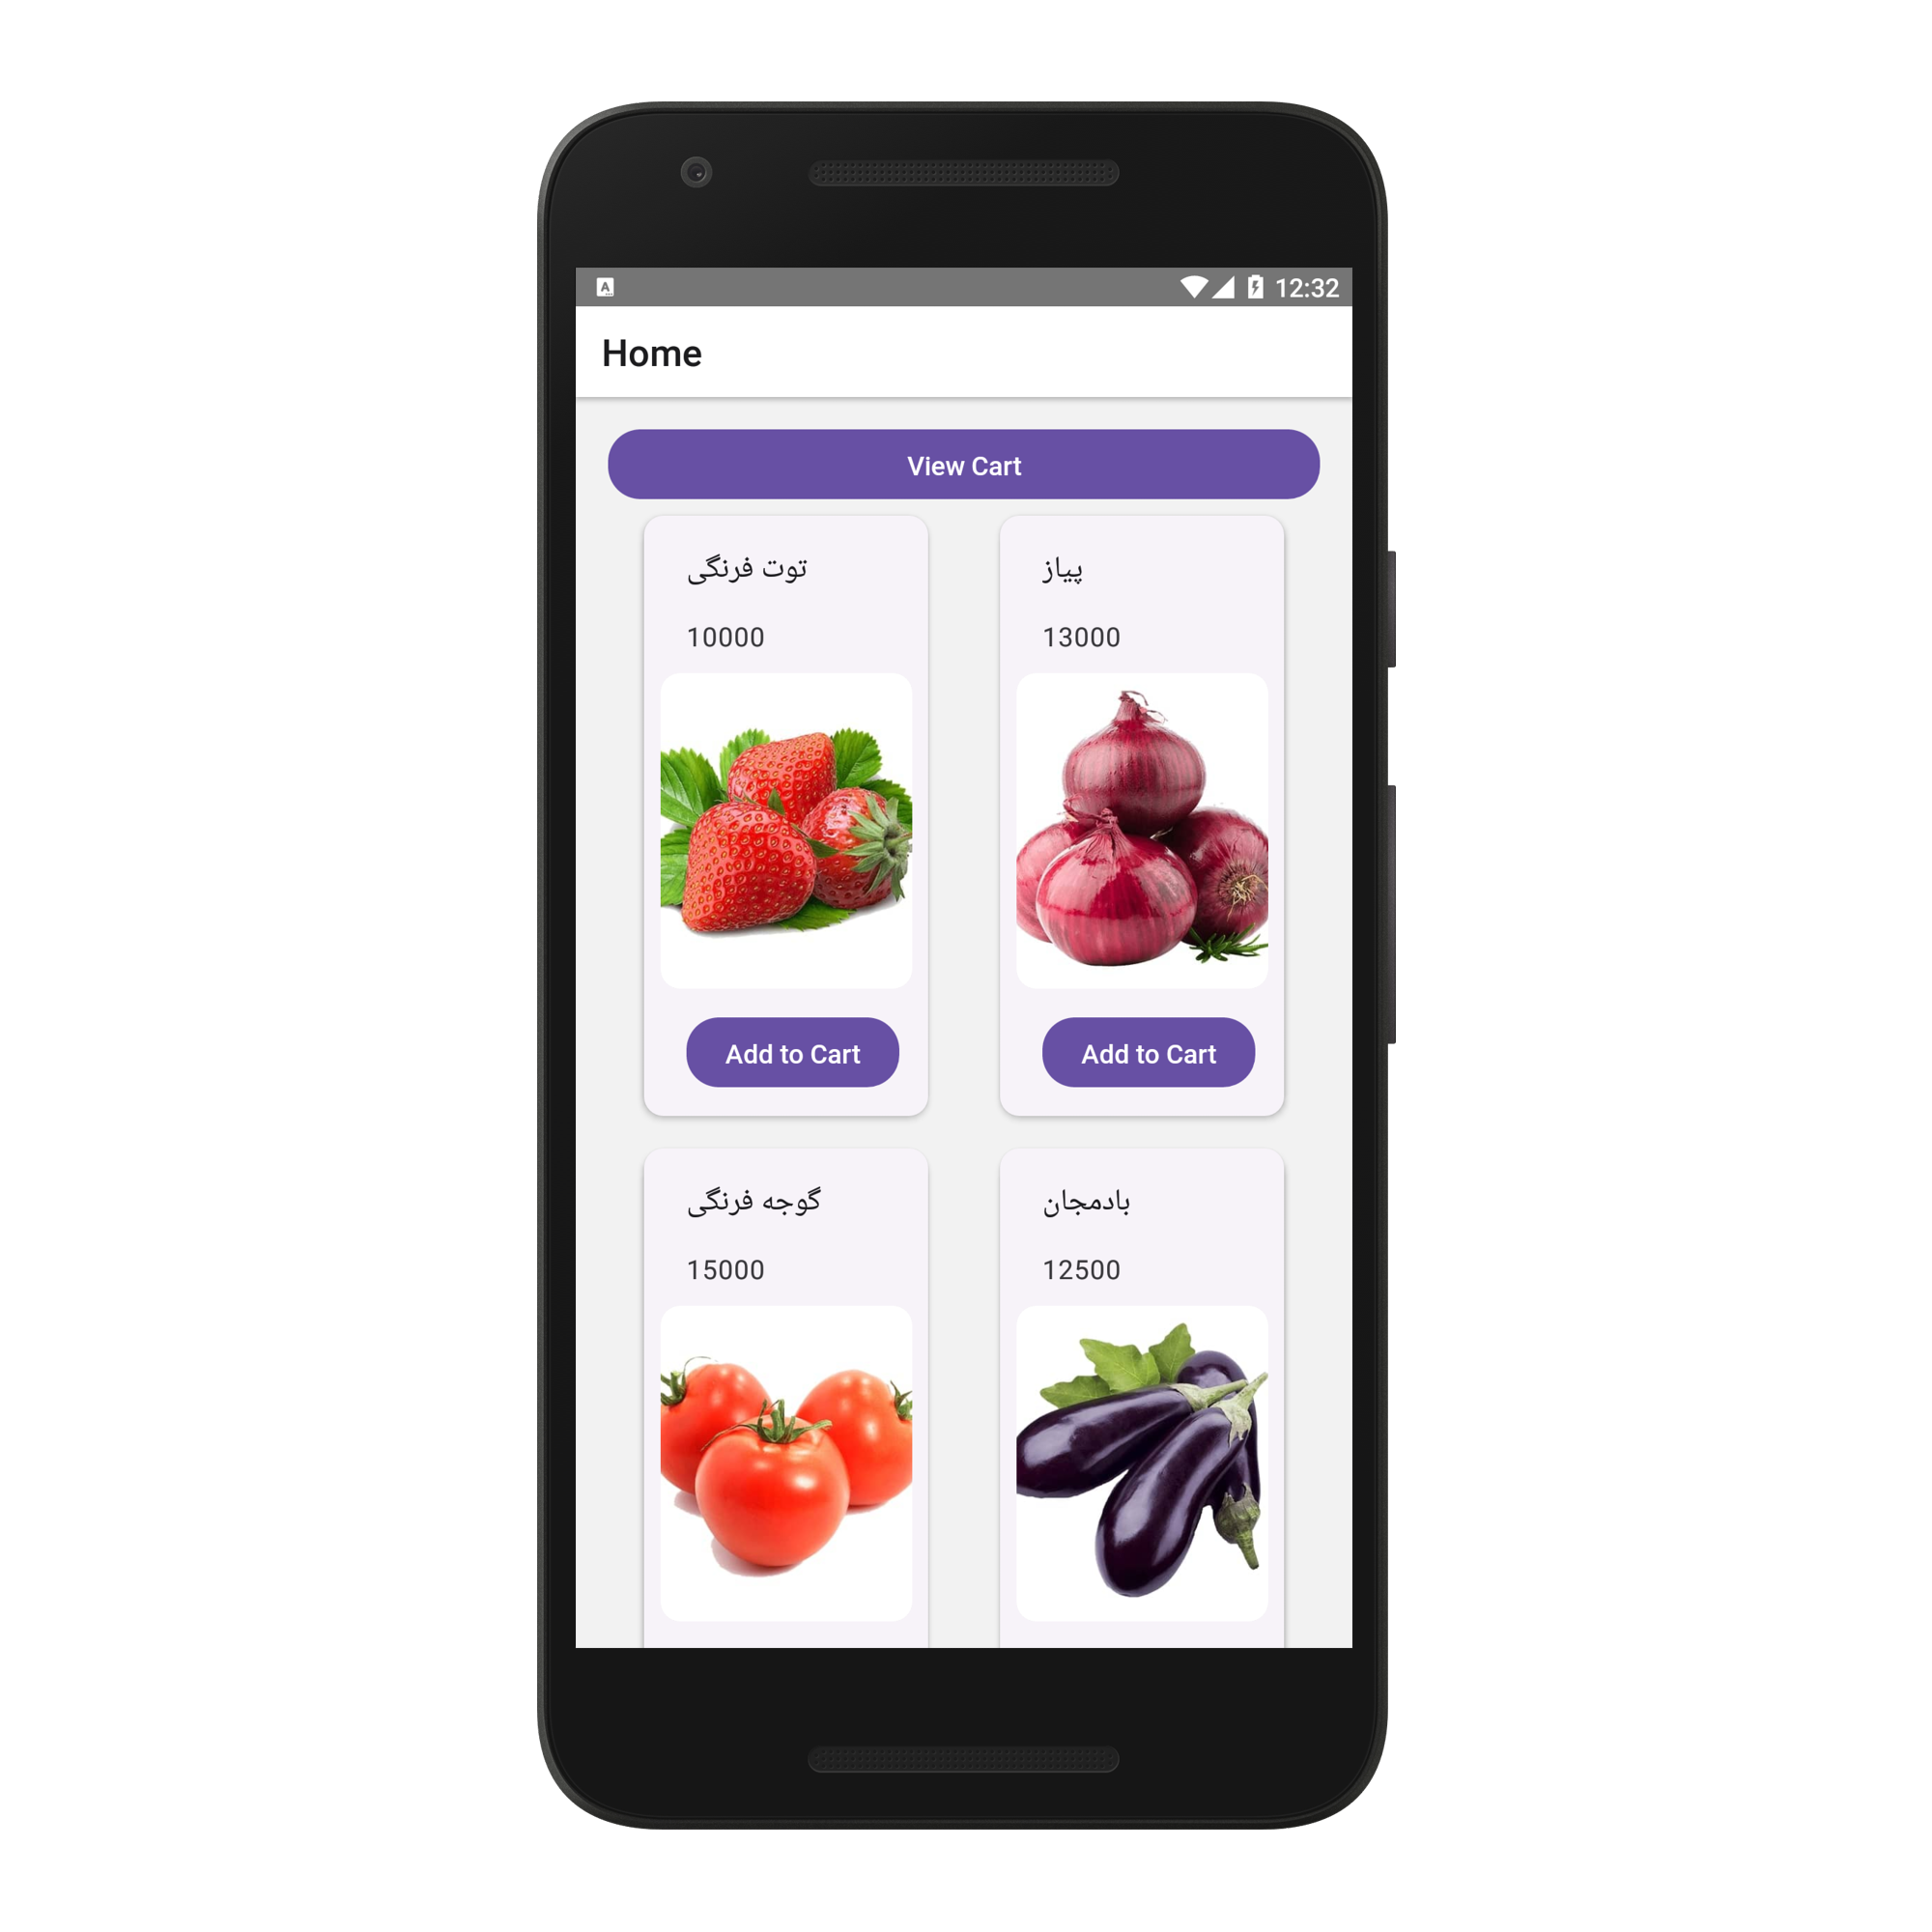 12:32
Home
View Cart
توت فرنگی
10000
Add to Cart
پیاز
13000
Add to Cart
گوجه فرنگی
15000
بادمجان
12500